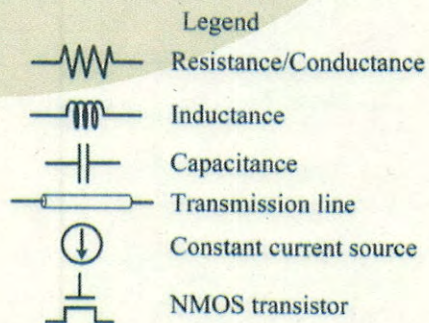 Legend
Resistance/Conductance
Inductance
Capacitance
Transmission line
Constant current source
NMOS transistor